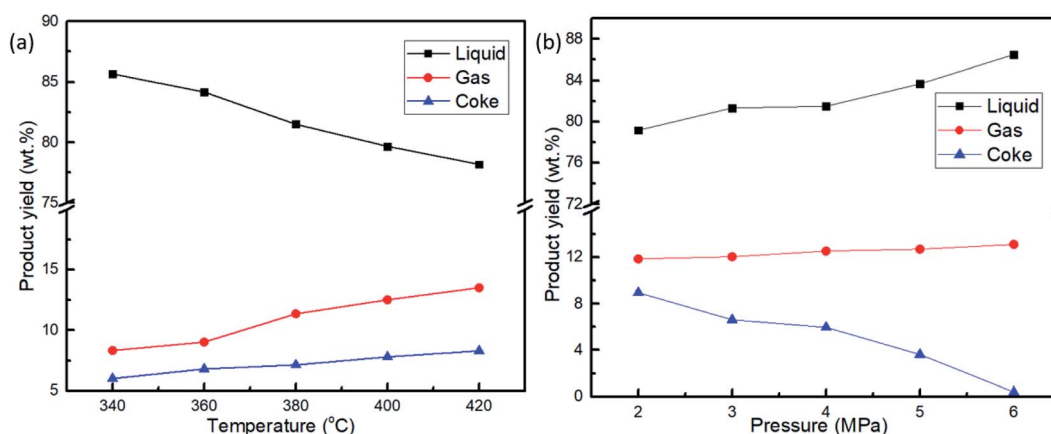 (a)
90
85
80
75
15
10
5
Product yield (wt.%)
Liquid
Gas
Coke
340 360 380 400 420
Temperature (°C)
(b)
88
84
80
76
72
12
8
4
0
Product yield (wt.%)
Liquid
Gas
Coke
2 3 4 5 6
Pressure (MPa)